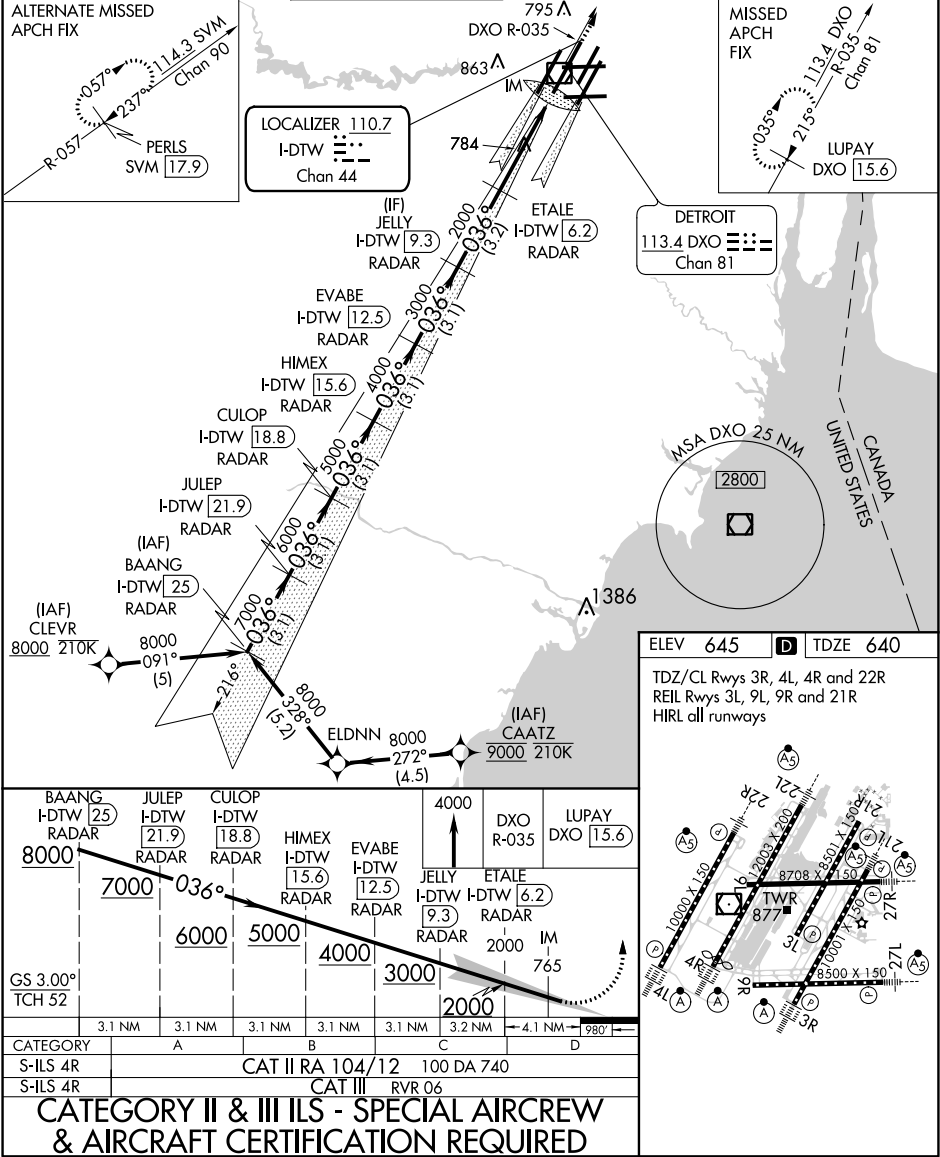 ALTERNATE MISSED
APCH FIX
057°
237°
114.3 SVM
Chan 90
R-057
PERLS
SVM 17.9
795
DXO R-035
863
IM
LOCALIZER 110.7
I-DTW
Chan 44
784
MISSED
APCH
FIX
113.4 DXO
R-035
Chan 81
035°
215°
LUPAY
DXO 15.6
DETROIT
113.4 DXO
Chan 81
ETALE
I-DTW 6.2
RADAR
(IF)
JELLY
I-DTW 9.3
RADAR
2000
036°
(3.2)
EVABE
I-DTW 12.5
RADAR
3000
036°
(3.1)
HIMEX
I-DTW 15.6
RADAR
4000
036°
(3.1)
CULOP
I-DTW 18.8
RADAR
5000
036°
(3.1)
JULEP
I-DTW 21.9
RADAR
6000
036°
(3.1)
(IAF)
BAANG
I-DTW 25
RADAR
7000
036°
(3.1)
(IAF)
CLEVR
8000 210K
8000
091°
(5)
216°
8000
328°
(5.2)
ELDNN
8000
272°
(4.5)
(IAF)
CAATZ
9000 210K
1386
MSA DXO 25 NM
2800
CANADA
UNITED STATES
ELEV 645
D
TDZE 640
TDZ/CL Rwys 3R, 4L, 4R and 22R
REIL Rwys 3L, 9L, 9R and 21R
HIRL all runways
A5
22L
22R
21R
21L
A5
P
A5
A5
P
P
P
10000 X 150
12003 X 200
8501 X 150
9L
8708 X 150
TWR
877
27R
P
3L
10001 X 150
27L
A5
P
4R
4L
9R
8500 X 150
P
P
A
A
A
3R
BAANG
I-DTW 25
RADAR
8000
JULEP
I-DTW
21.9
RADAR
7000
CULOP
I-DTW
18.8
RADAR
6000
036°
HIMEX
I-DTW
15.6
RADAR
5000
EVABE
I-DTW
12.5
RADAR
4000
JELLY
I-DTW
9.3
RADAR
3000
ETALE
I-DTW 6.2
RADAR
2000
2000
IM
765
4000
DXO
R-035
LUPAY
DXO 15.6
GS 3.00°
TCH 52
3.1 NM 3.1 NM 3.1 NM 3.1 NM 3.1 NM 3.2 NM 4.1 NM 980'
CATEGORY A B C D
S-ILS 4R CAT II RA 104/12 100 DA 740
S-ILS 4R CAT III RVR 06
CATEGORY II & III ILS - SPECIAL AIRCREW
& AIRCRAFT CERTIFICATION REQUIRED